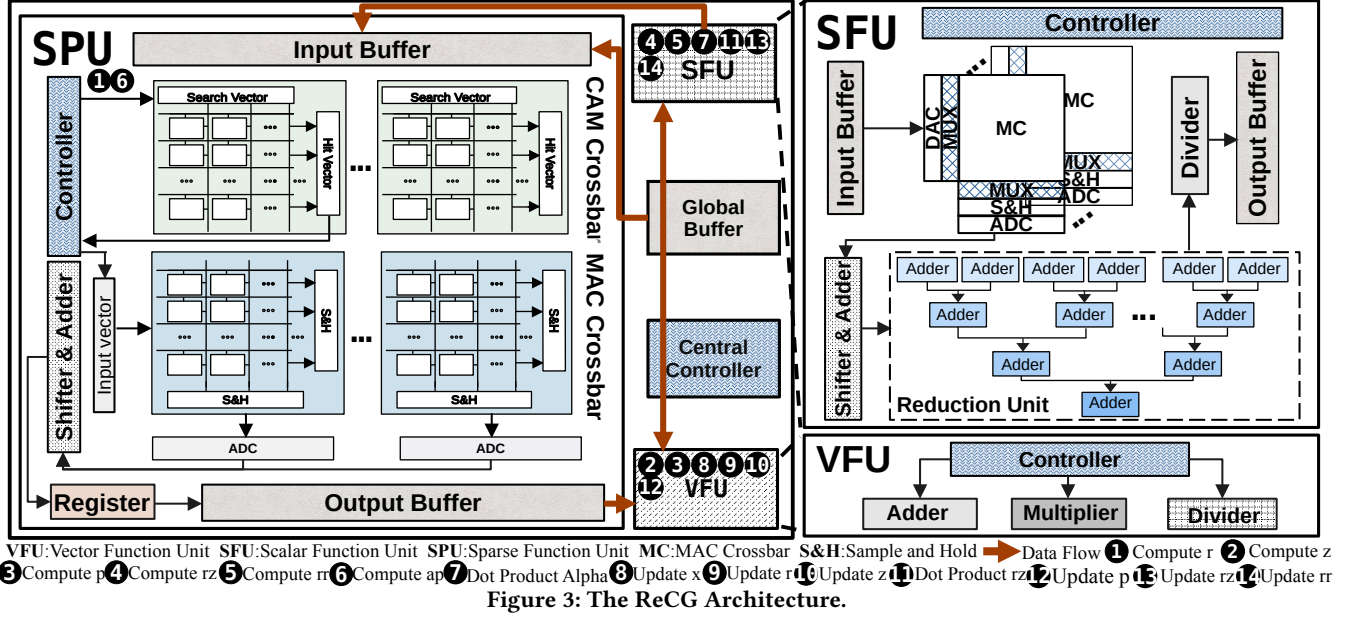 SPU
Input Buffer
❶❻
Controller
Search Vector
Hit Vector
...
Search Vector
Hit Vector
CAM Crossbar
MAC Crossbar
Shifter & Adder
Input vector
S&H
S&H
...
S&H
S&H
ADC
ADC
Register
Output Buffer
❹❺❼⓫⓭
⓮
SFU
Global
Buffer
Central
Controller
❷❸❽❾❿
⓬ VFU
SFU
Controller
Input Buffer
DAC
MUX
MC
MC
MUX
S&H
ADC
MUX
S&H
ADC
Divider
Output Buffer
Shifter & Adder
Adder Adder Adder Adder Adder Adder
Adder Adder ... Adder
Adder Adder
Adder
Reduction Unit
VFU
Controller
Adder Multiplier Divider
VFU:Vector Function Unit SFU:Scalar Function Unit SPU:Sparse Function Unit MC:MAC Crossbar S&H:Sample and Hold Data Flow ❶ Compute r ❷ Compute z
❸Compute p❹Compute rz❺Compute rr❻Compute ap❼Dot Product Alpha❽Update x❾Update r❿Update z⓫Dot Product rz⓬Update p⓭Update rz⓮Update rr
Figure 3: The ReCG Architecture.